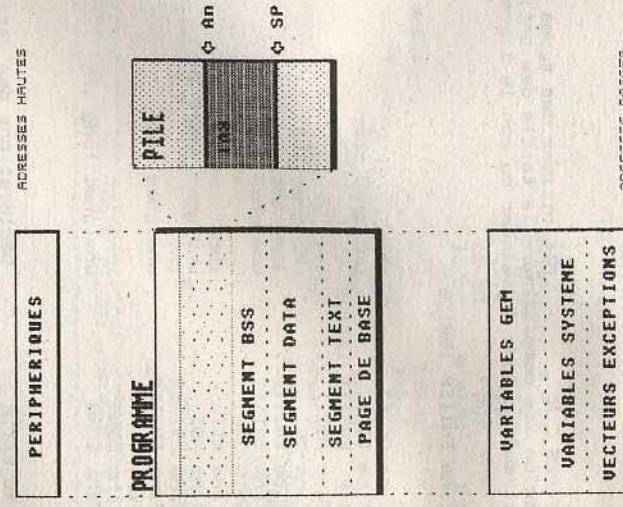 ADRESSES HAUTES
PERIPHERIQUES
PROGRAMME
SEGMENT BSS
SEGMENT DATA
SEGMENT TEXT
PAGE DE BASE
PILE
An
SP
VARIABLES GEM
VARIABLES SYSTEME
VECTEURS EXCEPTIONS